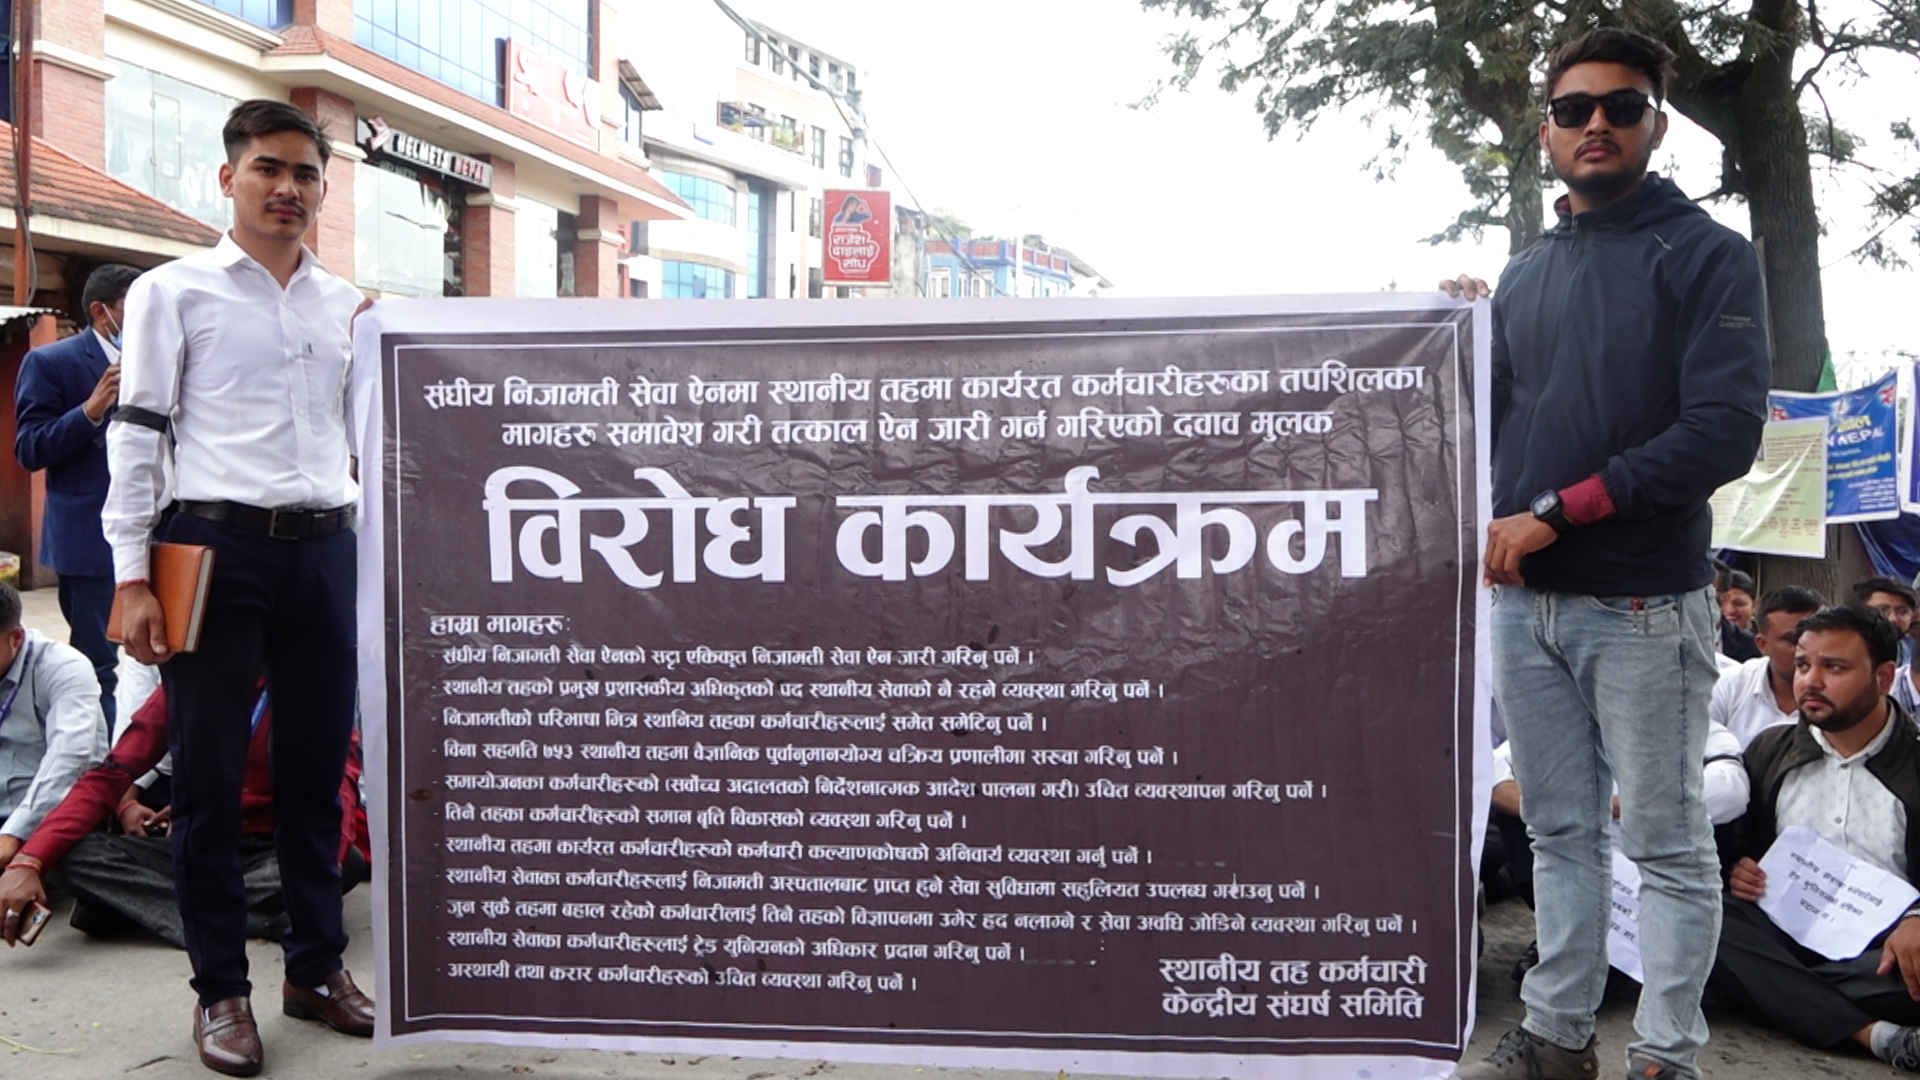 HELMETS NEPAL
राजेश
दाइलाई
सोध
संघीय निजामती सेवा ऐनमा स्थानीय तहमा कार्यरत कर्मचारीहरुका तपशिलका
मागहरू समावेश गरी तत्काल ऐन जारी गर्न गरिएको दवाव मुलक
विरोध कार्यक्रम
हाम्रा मागहरू:
- संघीय निजामती सेवा ऐनको सट्टा एकिकृत निजामती सेवा ऐन जारी गरिनु पर्ने ।
- स्थानीय तहको प्रमुख प्रशासकीय अधिकृतको पद स्थानीय सेवाको नै रहने व्यवस्था गरिनु पर्ने ।
- निजामतीको परिभाषा भित्र स्थानिय तहका कर्मचारीहरुलाई समेत समेटिनु पर्ने ।
- विना सहमति ७५३ स्थानीय तहमा वैज्ञानिक पुर्वानुमानयोग्य चक्रिय प्रणालीमा सरुवा गरिनु पर्ने ।
- समायोजनका कर्मचारीहरुको (सर्वोच्च अदालतको निर्देशनात्मक आदेश पालना गरी) उचित व्यवस्थापन गरिनु पर्ने ।
- तिनै तहका कर्मचारीहरुको समान बृत्ति विकासको व्यवस्था गरिनु पर्ने ।
- स्थानीय तहमा कार्यरत कर्मचारीहरुको कर्मचारी कल्याणकोषको अनिवार्य व्यवस्था गर्नु पर्ने ।
- स्थानीय सेवाका कर्मचारीहरुलाई निजामती अस्पतालबाट प्राप्त हुने सेवा सुविधामा सहुलियत उपलब्ध गराउनु पर्ने ।
- जुन सुकै तहमा बहाल रहेको कर्मचारीलाई तिनै तहको विज्ञापनमा उमेर हद नलाग्ने र सेवा अवधि जोडिने व्यवस्था गरिनु पर्ने ।
- स्थानीय सेवाका कर्मचारीहरुलाई ट्रेड युनियनको अधिकार प्रदान गरिनु पर्ने ।
- अस्थायी तथा करार कर्मचारीहरुको उचित व्यवस्था गरिनु पर्ने ।
स्थानीय तह कर्मचारी
केन्द्रीय संघर्ष समिति
NEPAL